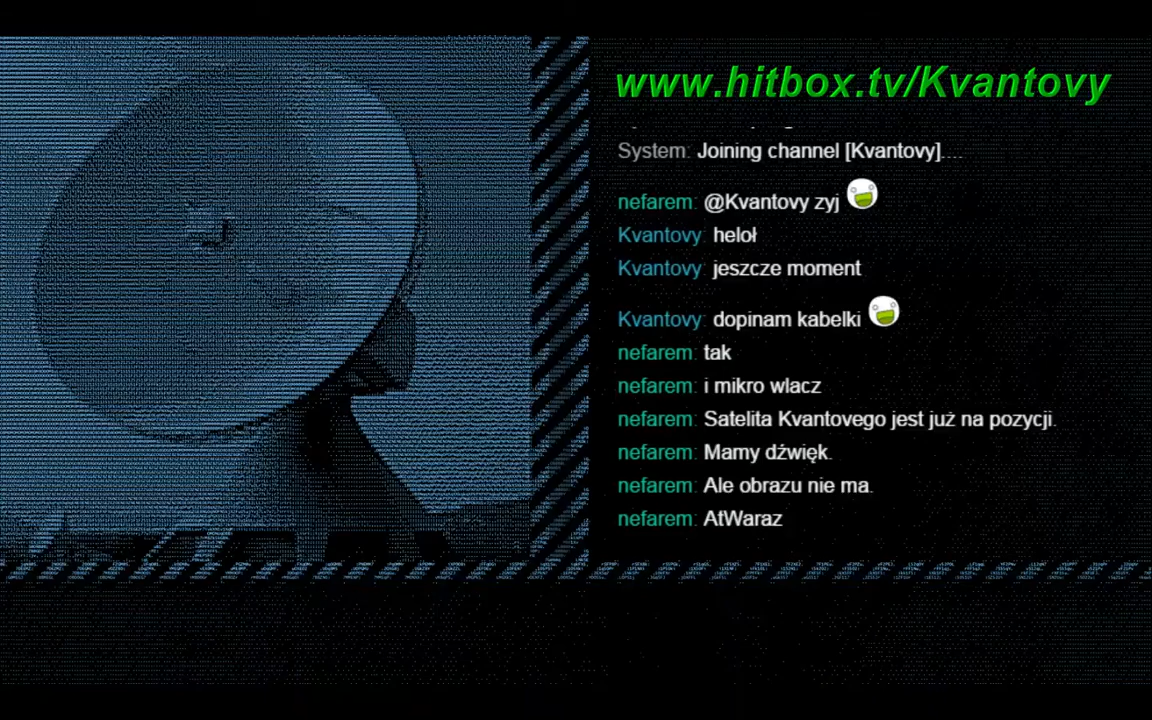 www.hitbox.tv/Kvantovy
System: Joining channel [Kvantovy]....
nefarem: @Kvantovy zyj
Kvantovy: heloł
Kvantovy: jeszcze moment
Kvantovy: dopinam kabelki
nefarem: tak
nefarem: i mikro wlacz
nefarem: Satelita Kvantovego jest już na pozycji.
nefarem: Mamy dźwięk.
nefarem: Ale obrazu nie ma.
nefarem: AtWaraz